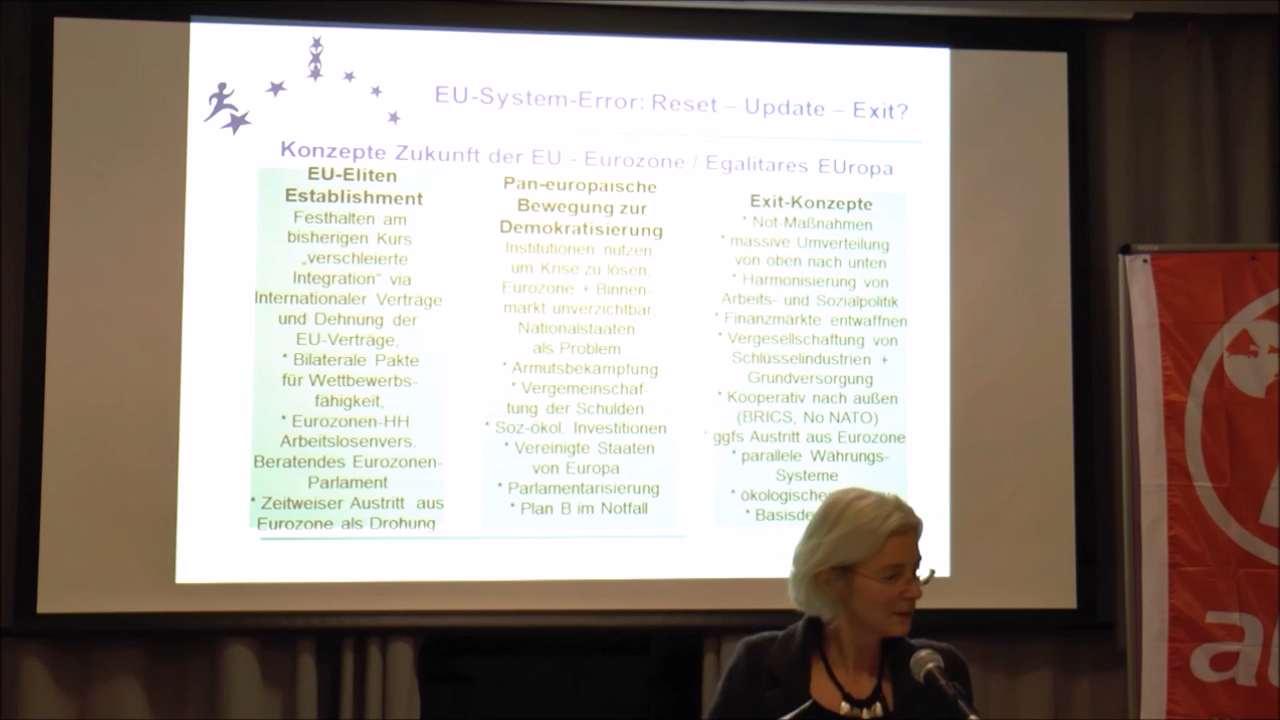 EU-System-Error: Reset – Update – Exit?
Konzepte Zukunft der EU - Eurozone / Egalitares EUropa
EU-Eliten
Establishment
Festhalten am
bisherigen Kurs
„verschleierte
Integration“ via
Internationaler Verträge
und Dehnung der
EU-Verträge,
* Bilaterale Pakte
für Wettbewerbs-
fähigkeit,
* Eurozonen-HH
Arbeitslosenvers.
Beratendes Eurozonen-
Parlament
* Zeitweiser Austritt aus
Eurozone als Drohung
Pan-europaische
Bewegung zur
Demokratisierung
Institutionen nutzen
um Krise zu lösen,
Eurozone + Binnen-
markt unverzichtbar,
Nationalstaaten
als Problem
* Armutsbekämpfung
* Vergemeinschaf-
tung der Schulden
* Soz-ökol. Investitionen
* Vereinigte Staaten
von Europa
* Parlamentarisierung
* Plan B im Notfall
Exit-Konzepte
* Not-Maßnahmen
* massive Umverteilung
von oben nach unten
* Harmonisierung von
Arbeits- und Sozialpolitik
* Finanzmärkte entwaffnen
* Vergesellschaftung von
Schlüsselindustrien +
Grundversorgung
* Kooperativ nach außen
(BRICS, No NATO)
* ggfs Austritt aus Eurozone
* parallele Währungs-
Systeme
* ökologische
* Basisde